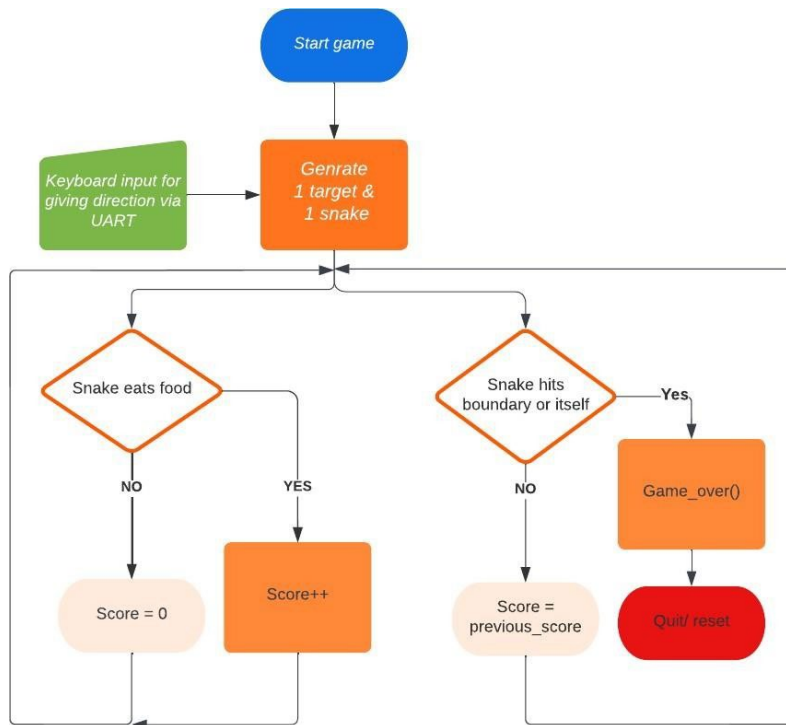 Start game
Genrate
1 target &
1 snake
Keyboard input for
giving direction via
UART
Snake eats food
Snake hits
boundary or itself
Yes
NO
YES
NO
Game_over()
Score = 0
Score++
Score =
previous_score
Quit/ reset